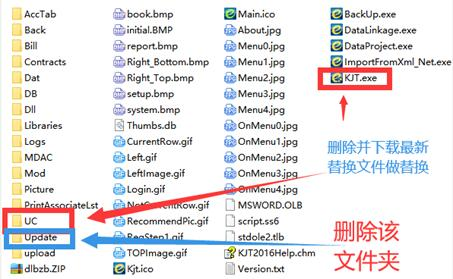 AccTab
Back
Bill
Contracts
Dat
DB
Dll
Libraries
Logs
MDAC
Mod
Picture
PrintAssociateLst
UC
Update
upload
dlbzb.ZIP
book.bmp
initial.BMP
report.bmp
Right_Bottom.bmp
Right_Top.bmp
setup.bmp
system.bmp
Thumbs.db
CurrentRow.gif
Left.gif
LeftImage.gif
Login.gif
NotCurrentRow.gif
RecommendPic.gif
RegStep1.gif
TOPImage.gif
Kjt.ico
Main.ico
About.jpg
Menu0.jpg
Menu1.jpg
Menu2.jpg
Menu3.jpg
Menu4.jpg
OnMenu0.jpg
OnMenu1.jpg
OnMenu2.jpg
OnMenu3.jpg
OnMenu4.jpg
MSWORD.OLB
script.ss6
stdole2.tlb
KJT2016Help.chm
Version.txt
BackUp.exe
DataLinkage.exe
DataProject.exe
ImportFromXml_Net.exe
KJT.exe
删除并下载最新
替换文件做替换
删除该
文件夹